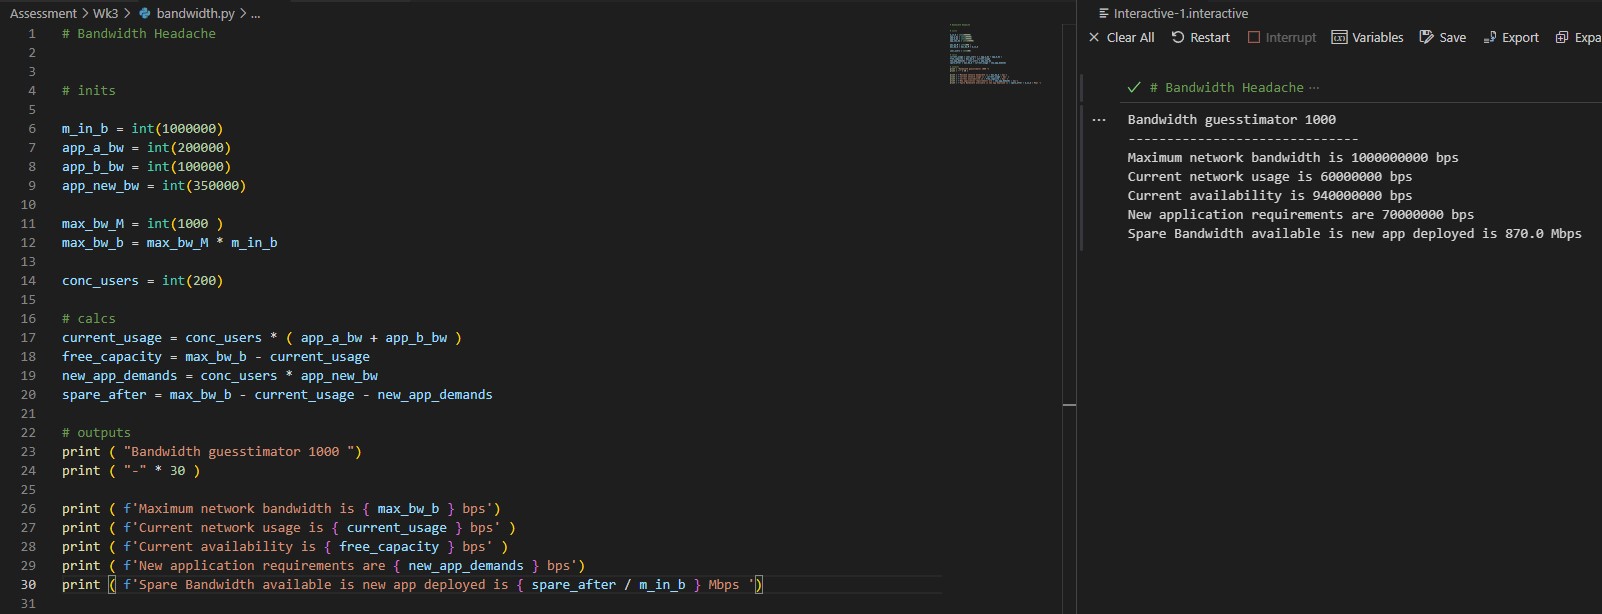 Assessment > Wk3 > bandwidth.py > ...
1 # Bandwidth Headache
2
3
4 # inits
5
6 m_in_b = int(1000000)
7 app_a_bw = int(200000)
8 app_b_bw = int(100000)
9 app_new_bw = int(350000)
10
11 max_bw_M = int(1000 )
12 max_bw_b = max_bw_M * m_in_b
13
14 conc_users = int(200)
15
16 # calcs
17 current_usage = conc_users * ( app_a_bw + app_b_bw )
18 free_capacity = max_bw_b - current_usage
19 new_app_demands = conc_users * app_new_bw
20 spare_after = max_bw_b - current_usage - new_app_demands
21
22 # outputs
23 print ( "Bandwidth guesstimator 1000 ")
24 print ( "-" * 30 )
25
26 print ( f'Maximum network bandwidth is { max_bw_b } bps')
27 print ( f'Current network usage is { current_usage } bps' )
28 print ( f'Current availability is { free_capacity } bps' )
29 print ( f'New application requirements are { new_app_demands } bps')
30 print ( f'Spare Bandwidth available is new app deployed is { spare_after / m_in_b } Mbps ')
31
Interactive-1.interactive
Clear All Restart Interrupt Variables Save Export Expa
# Bandwidth Headache ...
Bandwidth guesstimator 1000
------------------------------
Maximum network bandwidth is 1000000000 bps
Current network usage is 60000000 bps
Current availability is 940000000 bps
New application requirements are 70000000 bps
Spare Bandwidth available is new app deployed is 870.0 Mbps